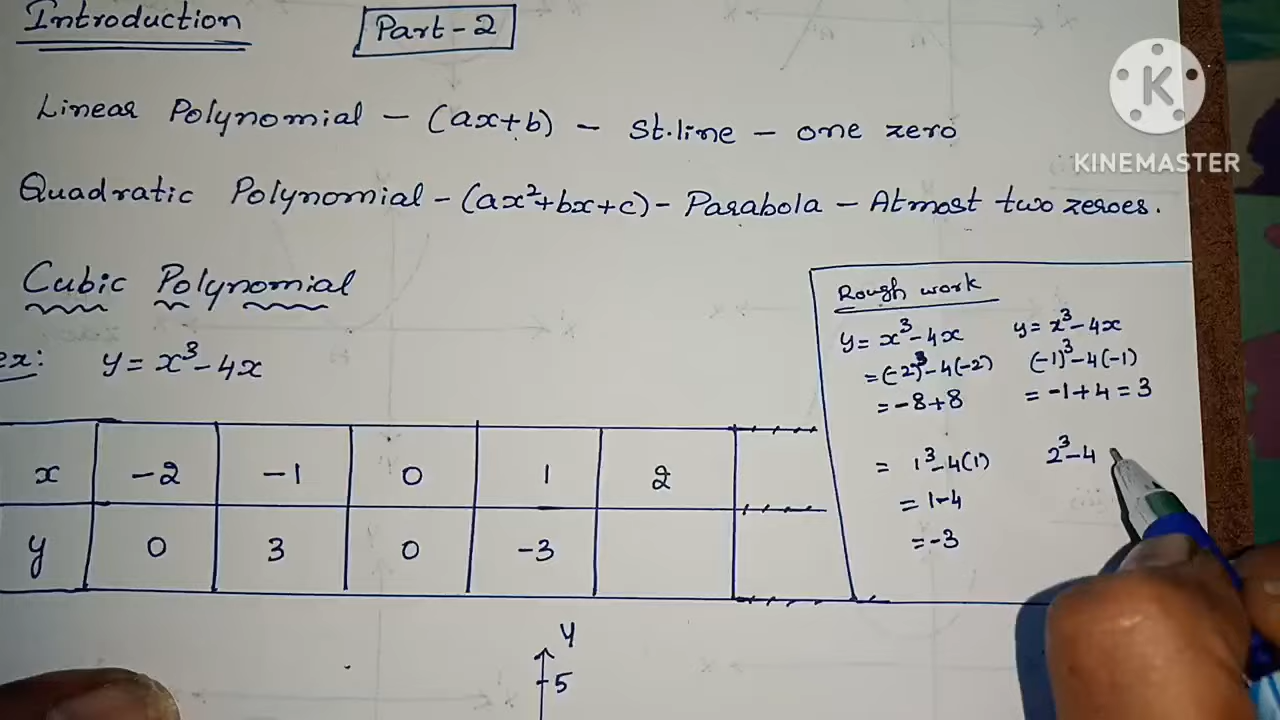 Introduction
Part-2
K
KINEMASTER
Linear Polynomial - (ax+b) - St.line - one zero
Quadratic Polynomial - (ax²+bx+c) - Parabola - Atmost two zeroes.
Cubic Polynomial
ex: y = x³-4x
x -2 -1 0 1 2
y 0 3 0 -3
Rough work
y = x³-4x
= (-2)³-4(-2)
= -8+8
y = x³-4x
(-1)³-4(-1)
= -1+4 = 3
= 1³-4(1)
= 1-4
= -3
2³-4
Y
5